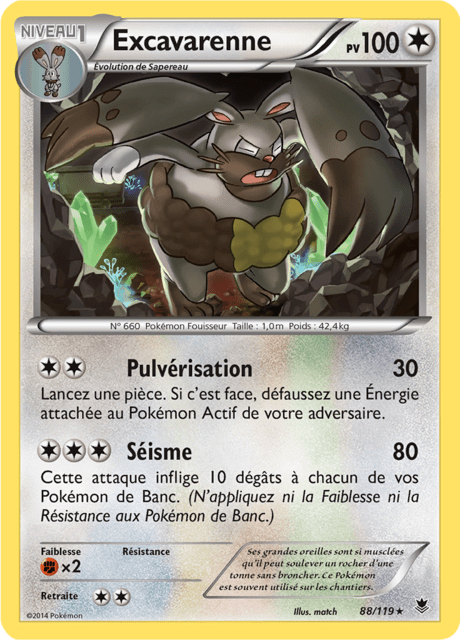 NIVEAU 1
Excavarenne
PV 100
Évolution de Sapereau
N° 660 Pokémon Fouisseur Taille : 1,0m Poids : 42,4kg
Pulvérisation 30
Lancez une pièce. Si c'est face, défaussez une Énergie
attachée au Pokémon Actif de votre adversaire.
Séisme 80
Cette attaque inflige 10 dégâts à chacun de vos
Pokémon de Banc. (N'appliquez ni la Faiblesse ni la
Résistance aux Pokémon de Banc.)
Faiblesse Résistance
×2
Retraite
Ses grandes oreilles sont si musclées
qu'il peut soulever un rocher d'une
tonne sans broncher. Ce Pokémon
est souvent utilisé sur les chantiers.
©2014 Pokémon
Illus. match 88/119★